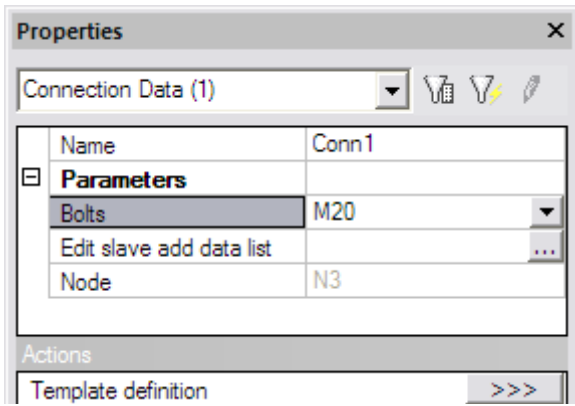 Properties
Connection Data (1)
Name Conn1
Parameters
Bolts M20
Edit slave add data list ...
Node N3
Actions
Template definition >>>